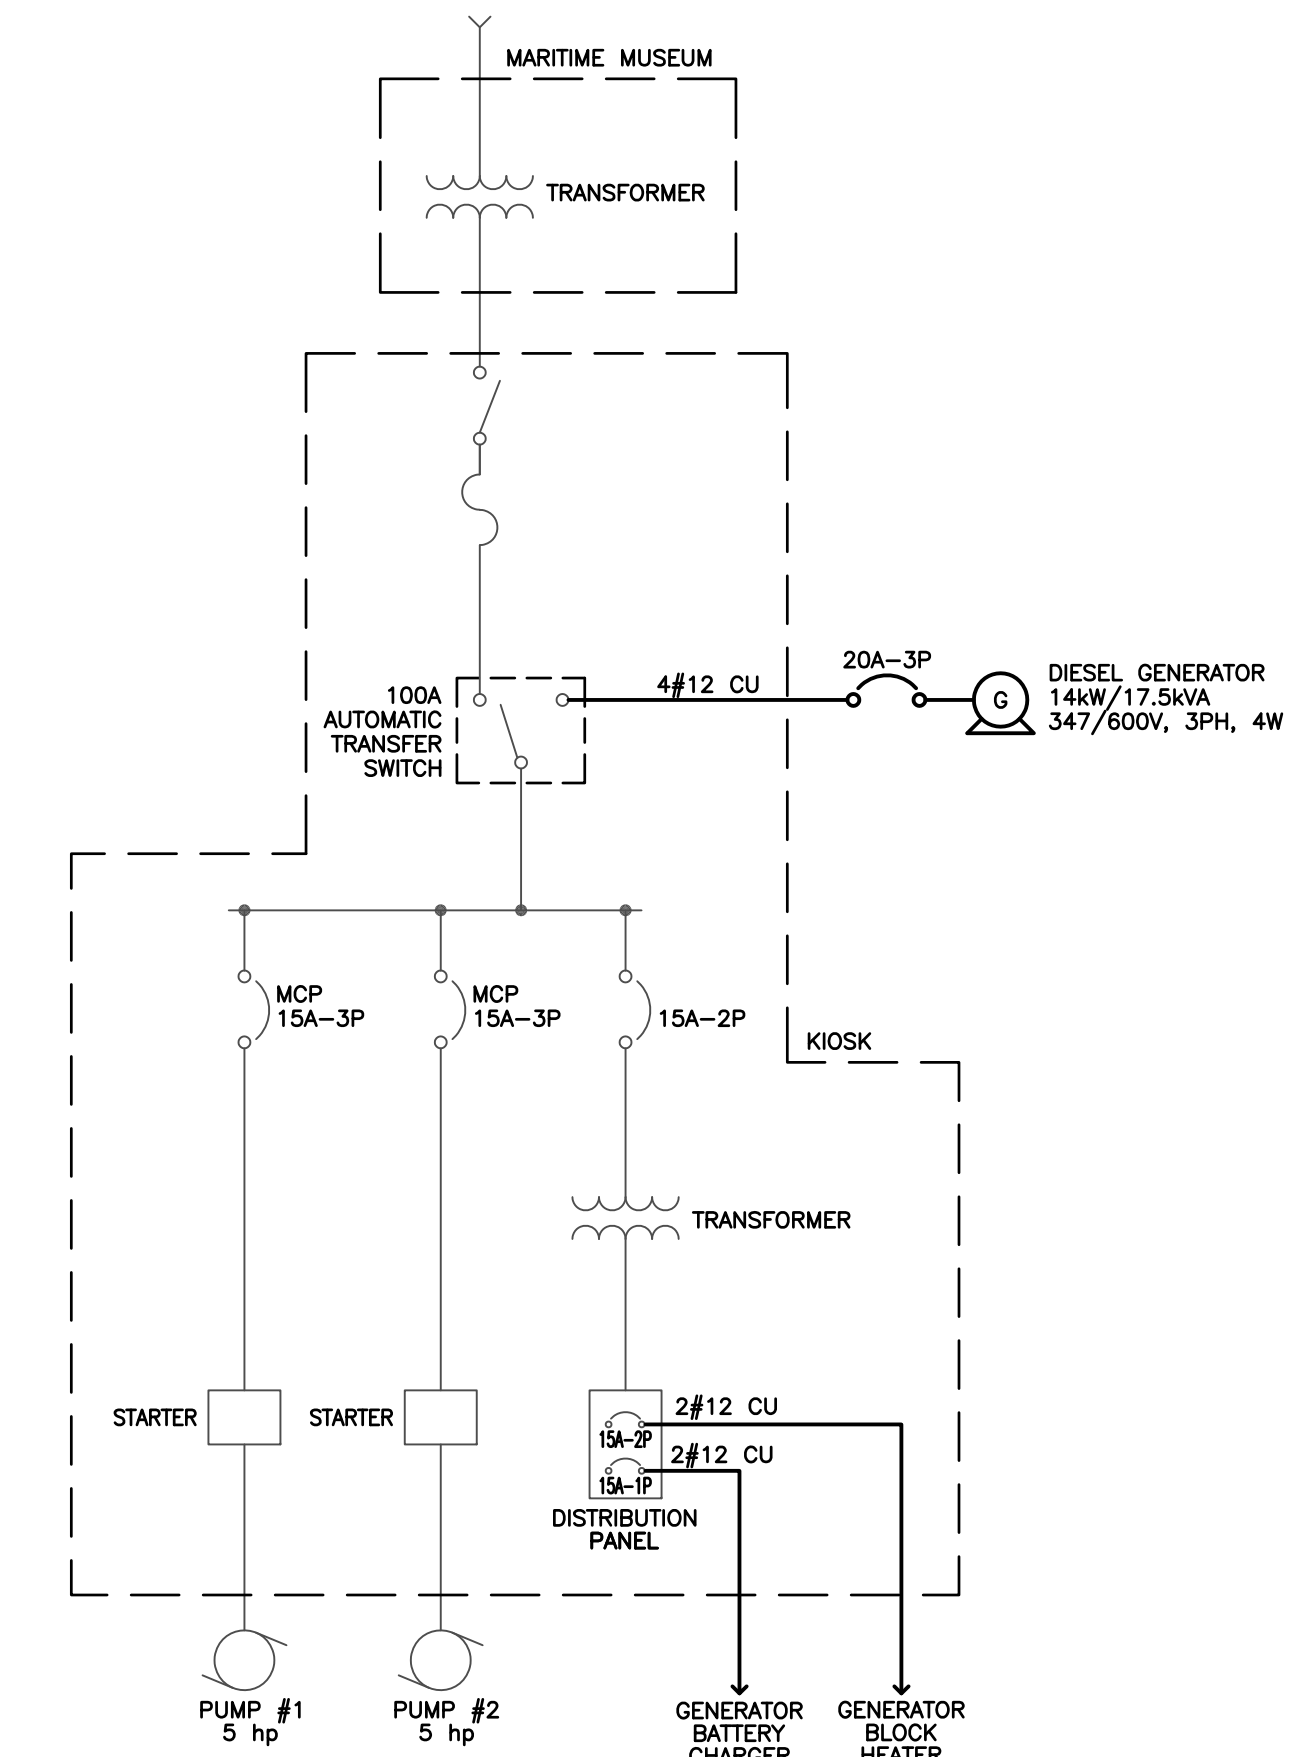 MARITIME MUSEUM
TRANSFORMER
100A
AUTOMATIC
TRANSFER
SWITCH
4#12 CU
20A-3P
G
DIESEL GENERATOR
14kW/17.5kVA
347/600V, 3PH, 4W
MCP
15A-3P
MCP
15A-3P
15A-2P
KIOSK
TRANSFORMER
STARTER
STARTER
2#12 CU
15A-2P
2#12 CU
15A-1P
DISTRIBUTION
PANEL
PUMP #1
5 hp
PUMP #2
5 hp
GENERATOR
BATTERY
CHARGER
GENERATOR
BLOCK
HEATER